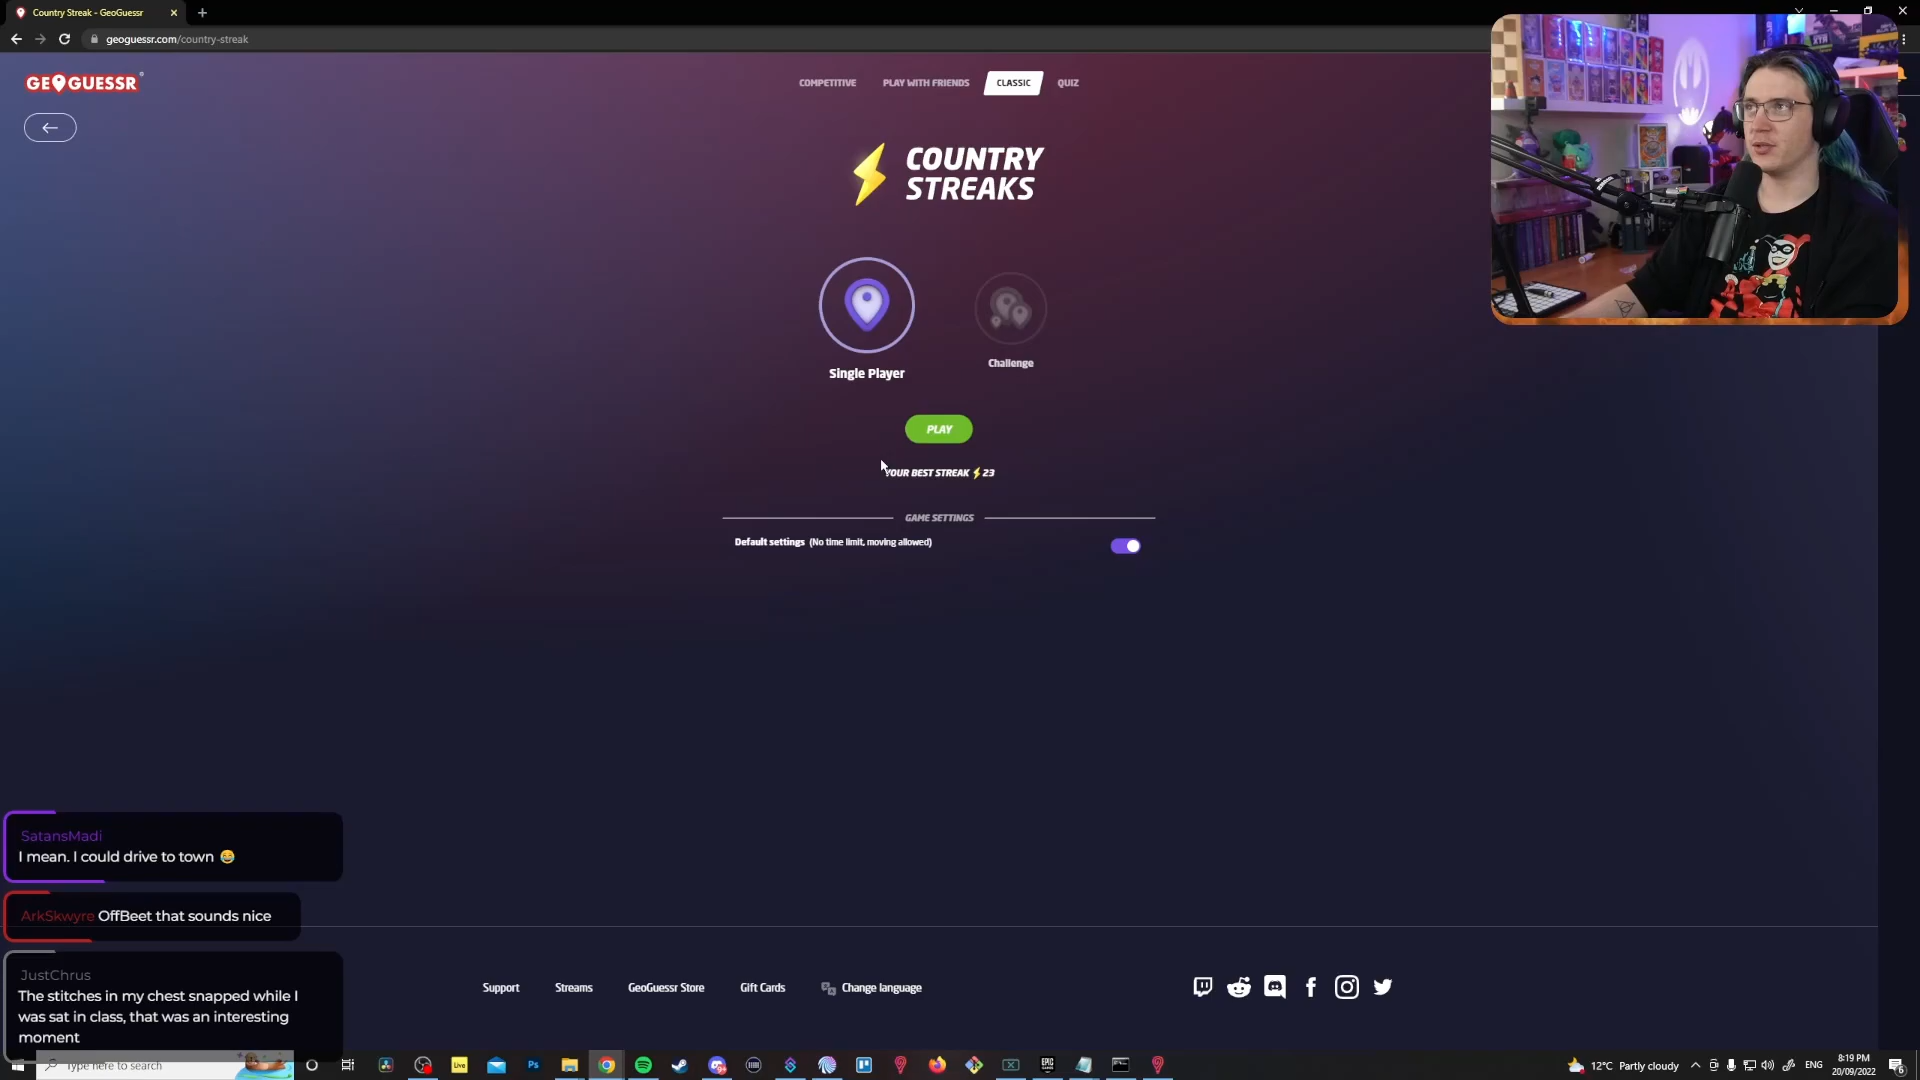 Country Streak - GeoGuessr
geoguessr.com/country-streak
GEOGUESSR
COMPETITIVE
PLAY WITH FRIENDS
CLASSIC
QUIZ
COUNTRY
STREAKS
Single Player
Challenge
PLAY
YOUR BEST STREAK ⚡23
GAME SETTINGS
Default settings (No time limit, moving allowed)
SatansMadi
I mean. I could drive to town 😂
ArkSkwyre OffBeet that sounds nice
JustChrus
The stitches in my chest snapped while I
was sat in class, that was an interesting
moment
Support
Streams
GeoGuessr Store
Gift Cards
Change language
Type here to search
Live
Ps
12°C Partly cloudy
ENG
8:19 PM
20/09/2022